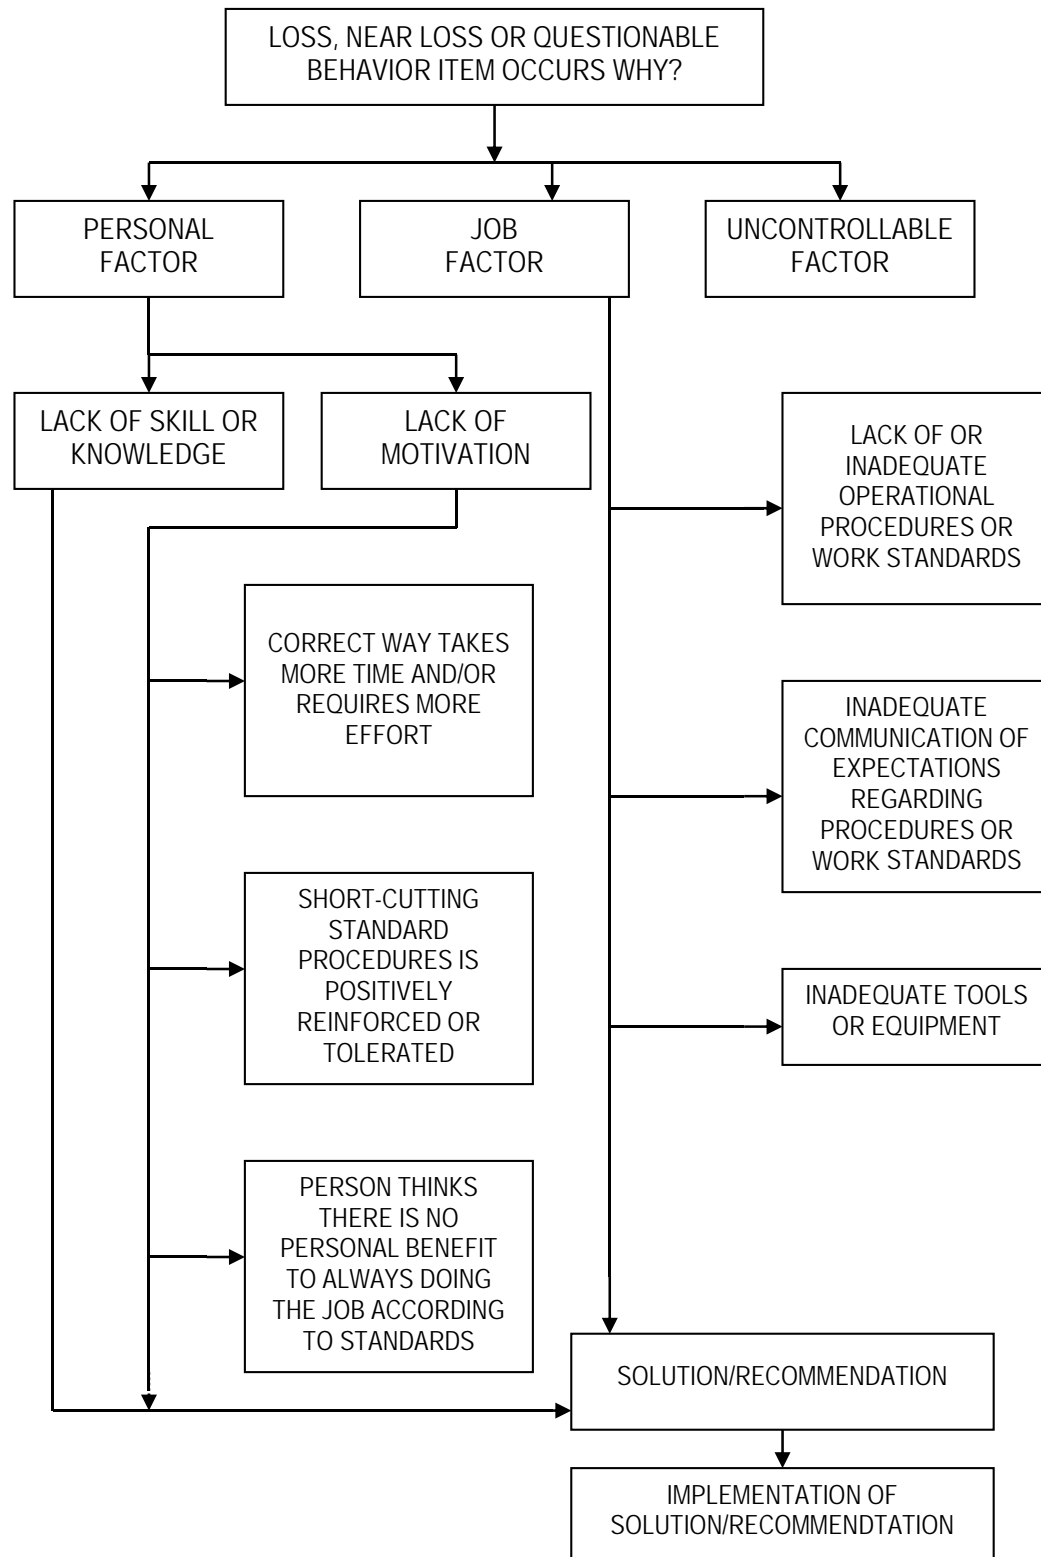 LOSS, NEAR LOSS OR QUESTIONABLE
BEHAVIOR ITEM OCCURS WHY?
PERSONAL
FACTOR
JOB
FACTOR
UNCONTROLLABLE
FACTOR
LACK OF SKILL OR
KNOWLEDGE
LACK OF
MOTIVATION
LACK OF OR
INADEQUATE
OPERATIONAL
PROCEDURES OR
WORK STANDARDS
CORRECT WAY TAKES
MORE TIME AND/OR
REQUIRES MORE
EFFORT
INADEQUATE
COMMUNICATION OF
EXPECTATIONS
REGARDING
PROCEDURES OR
WORK STANDARDS
SHORT-CUTTING
STANDARD
PROCEDURES IS
POSITIVELY
REINFORCED OR
TOLERATED
INADEQUATE TOOLS
OR EQUIPMENT
PERSON THINKS
THERE IS NO
PERSONAL BENEFIT
TO ALWAYS DOING
THE JOB ACCORDING
TO STANDARDS
SOLUTION/RECOMMENDATION
IMPLEMENTATION OF
SOLUTION/RECOMMENDTATION